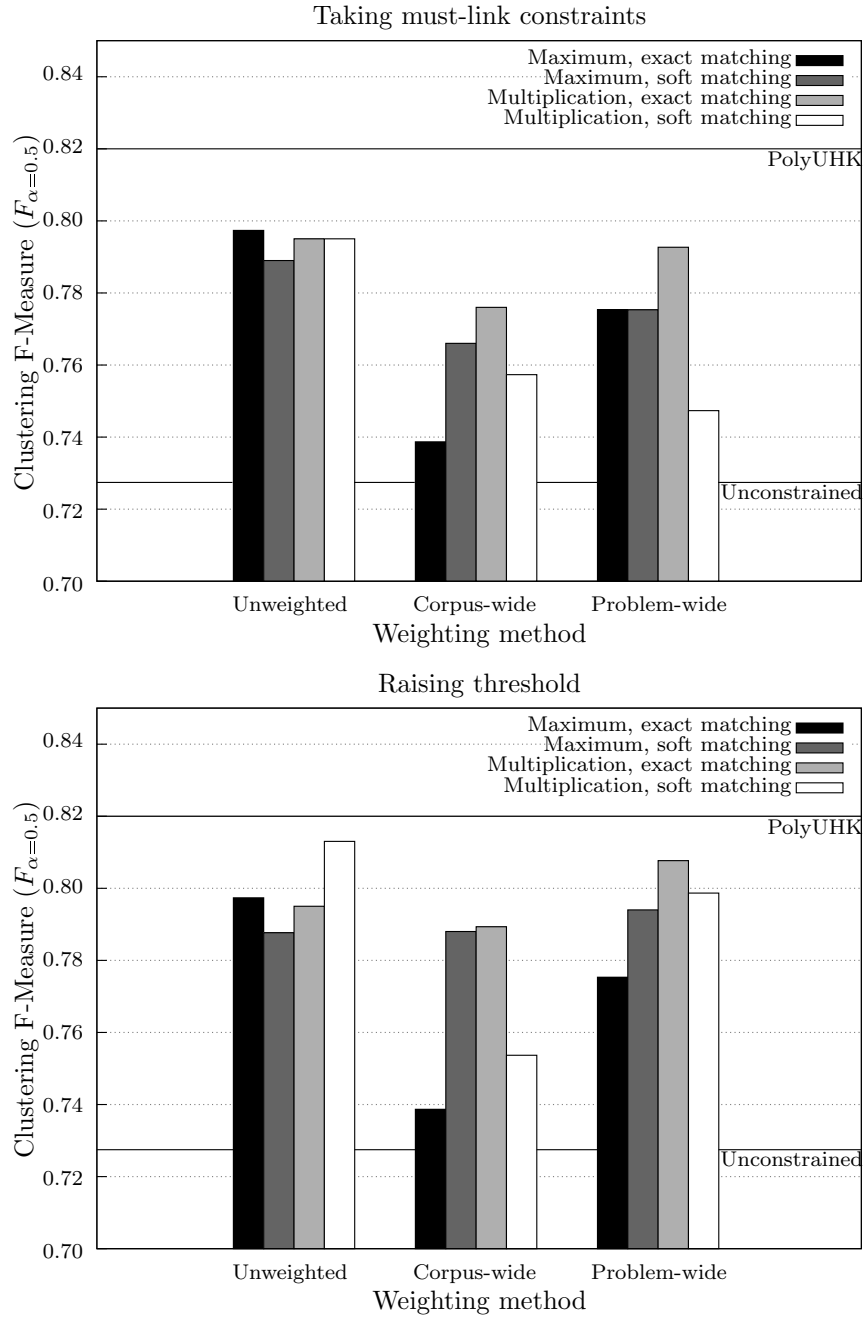 Taking must-link constraints
Clustering F-Measure (F_{α=0.5})
0.84
0.82
0.80
0.78
0.76
0.74
0.72
0.70
Maximum, exact matching
Maximum, soft matching
Multiplication, exact matching
Multiplication, soft matching
PolyUHK
Unconstrained
Unweighted Corpus-wide Problem-wide
Weighting method
Raising threshold
Clustering F-Measure (F_{α=0.5})
0.84
0.82
0.80
0.78
0.76
0.74
0.72
0.70
Maximum, exact matching
Maximum, soft matching
Multiplication, exact matching
Multiplication, soft matching
PolyUHK
Unconstrained
Unweighted Corpus-wide Problem-wide
Weighting method